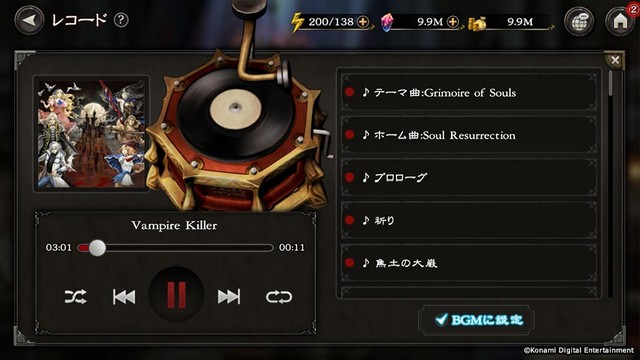 レコード ?
200/138
9.9M
9.9M
2
♪ テーマ曲:Grimoire of Souls
♪ ホーム曲:Soul Resurrection
♪ プロローグ
♪ 祈り
♪ 焦土の大厳
Vampire Killer
03:01
00:11
BGMに設定
©Konami Digital Entertainment